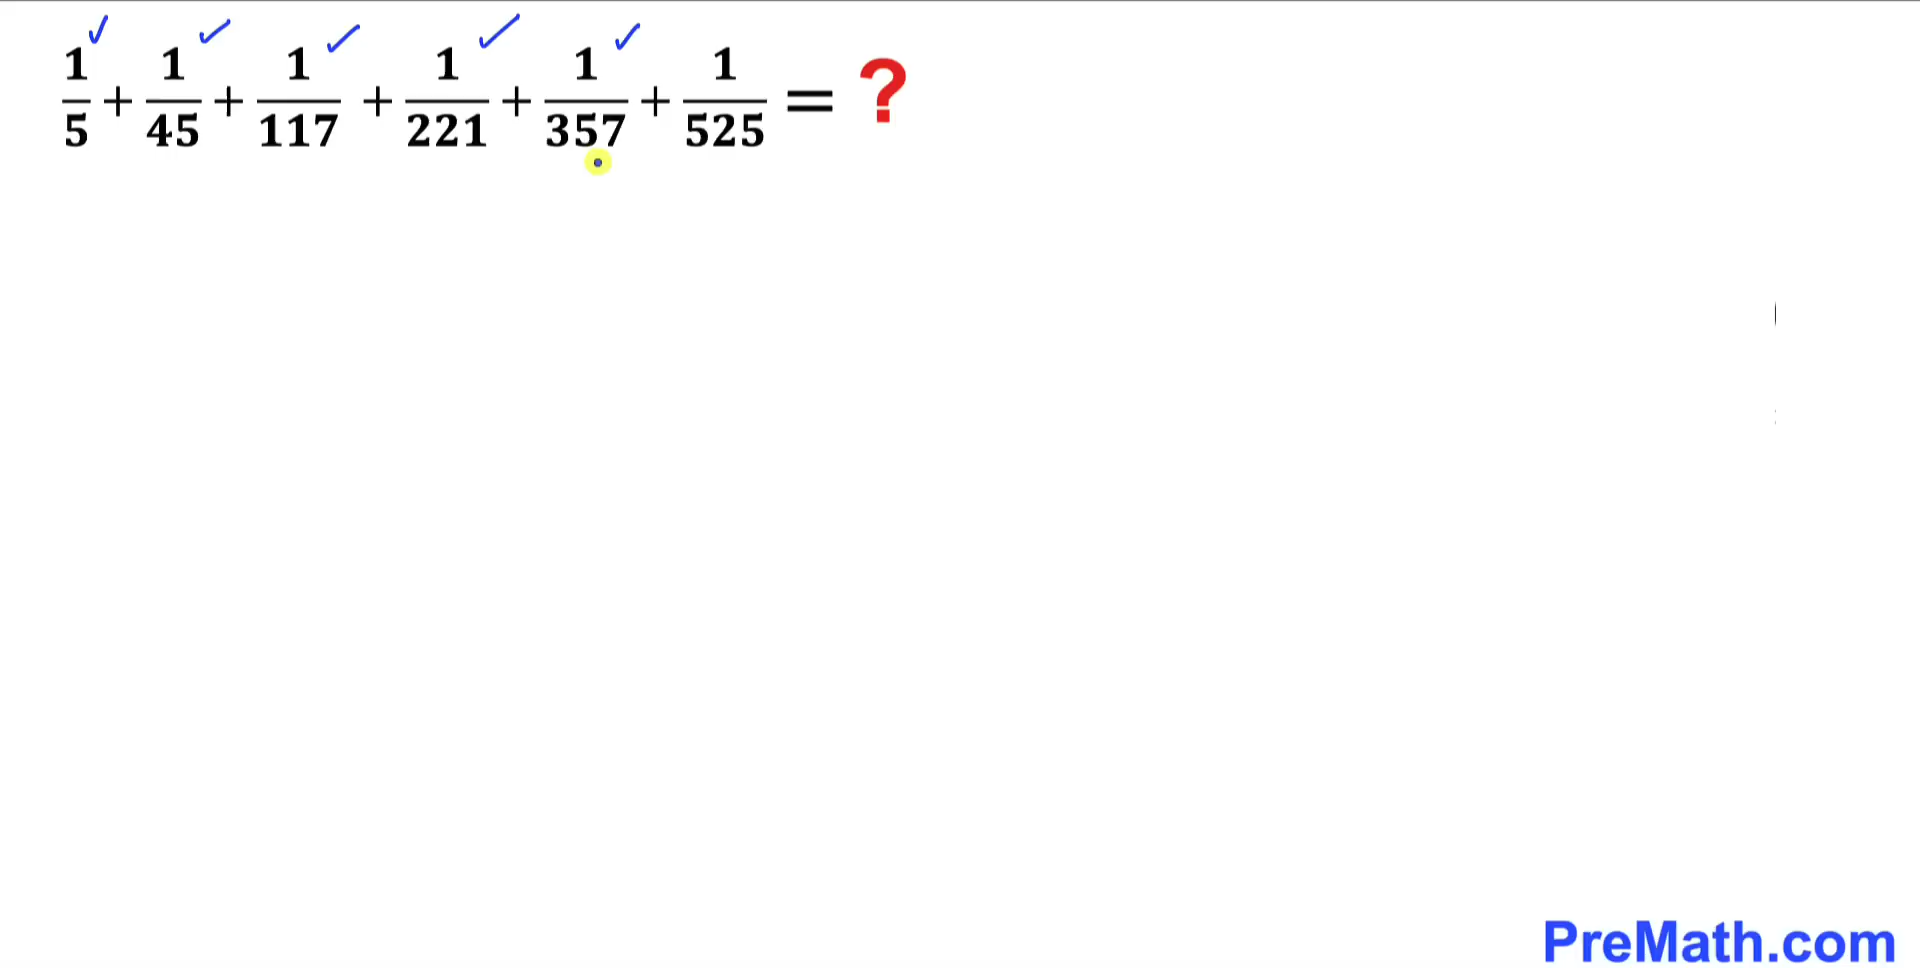 1/5 + 1/45 + 1/117 + 1/221 + 1/357 + 1/525 = ?
PreMath.com